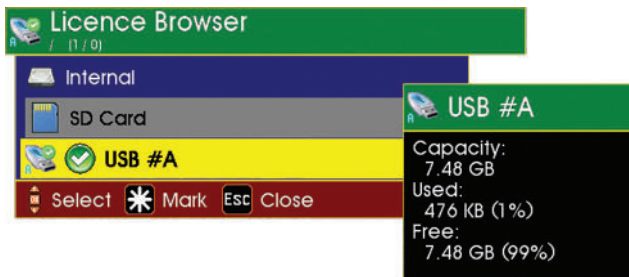 Licence Browser
A / (1 / 0)
Internal
SD Card
A USB #A
OK Select Mark Esc Close
A USB #A
Capacity:
7.48 GB
Used:
476 KB (1%)
Free:
7.48 GB (99%)